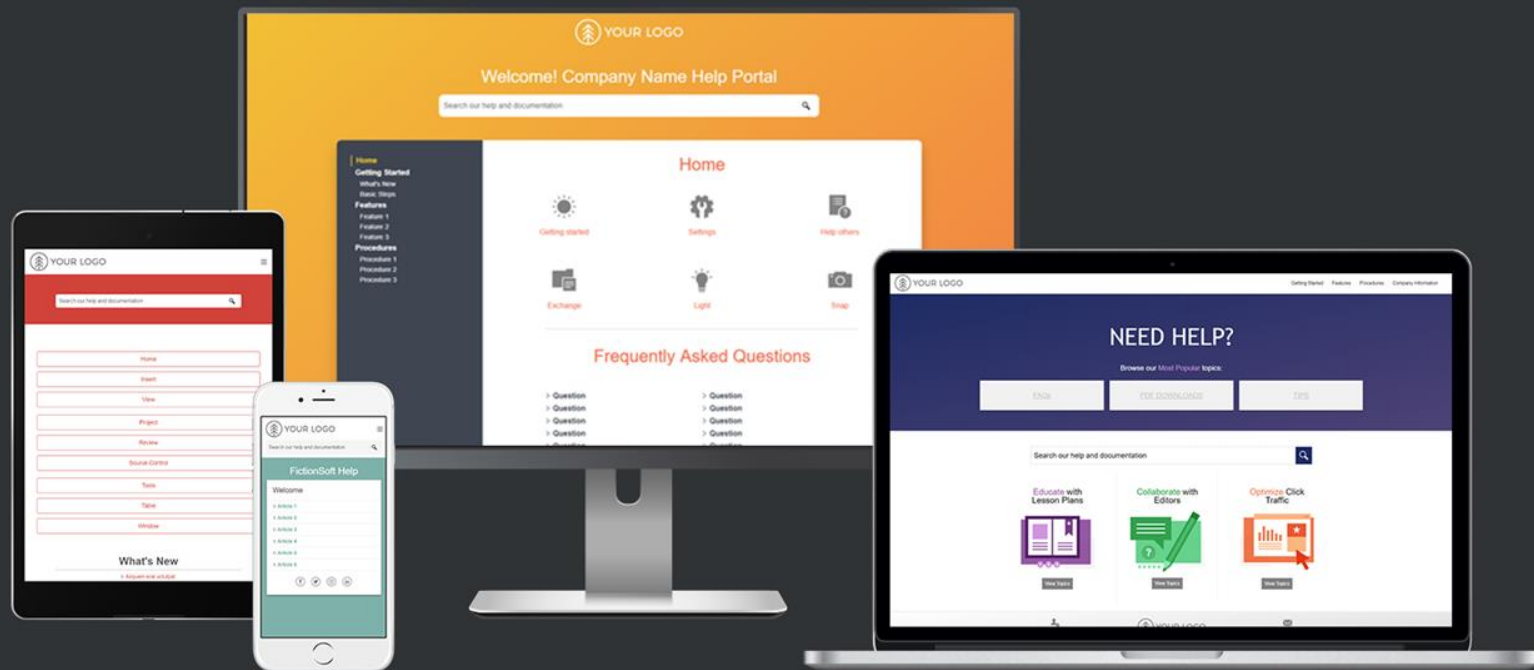 YOUR LOGO
Welcome! Company Name Help Portal
Search our help and documentation
Home
Getting Started
What's New
Basic Steps
Features
Feature 1
Feature 2
Feature 3
Procedures
Procedure 1
Procedure 2
Procedure 3
Home
Getting started
Settings
Help others
Exchange
Light
Snap
Frequently Asked Questions
> Question > Question
> Question > Question
> Question > Question
> Question > Question
YOUR LOGO
Search our help and documentation
Home
Insert
View
Project
Review
Source Control
Tools
Table
Window
What's New
YOUR LOGO
Search our help and documentation
FictionSoft Help
Welcome
> Article 1
> Article 2
> Article 3
> Article 4
> Article 5
> Article 6
YOUR LOGO
Getting Started Features Procedures Company Information
NEED HELP?
Browse our Most Popular topics:
FAQs PDF DOWNLOADS TIPS
Search our help and documentation
Educate with
Lesson Plans
Collaborate with
Editors
Optimize Click
Traffic
View Topics View Topics View Topics
YOUR LOGO